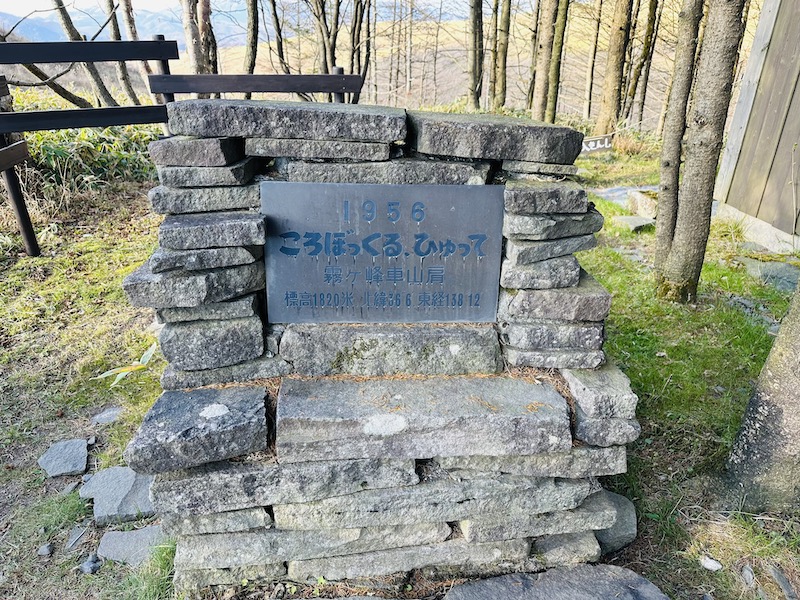 1956
ころぼっくる.ひゅって
霧ヶ峰車山肩
標高1820米 北緯36 6 東経138 12